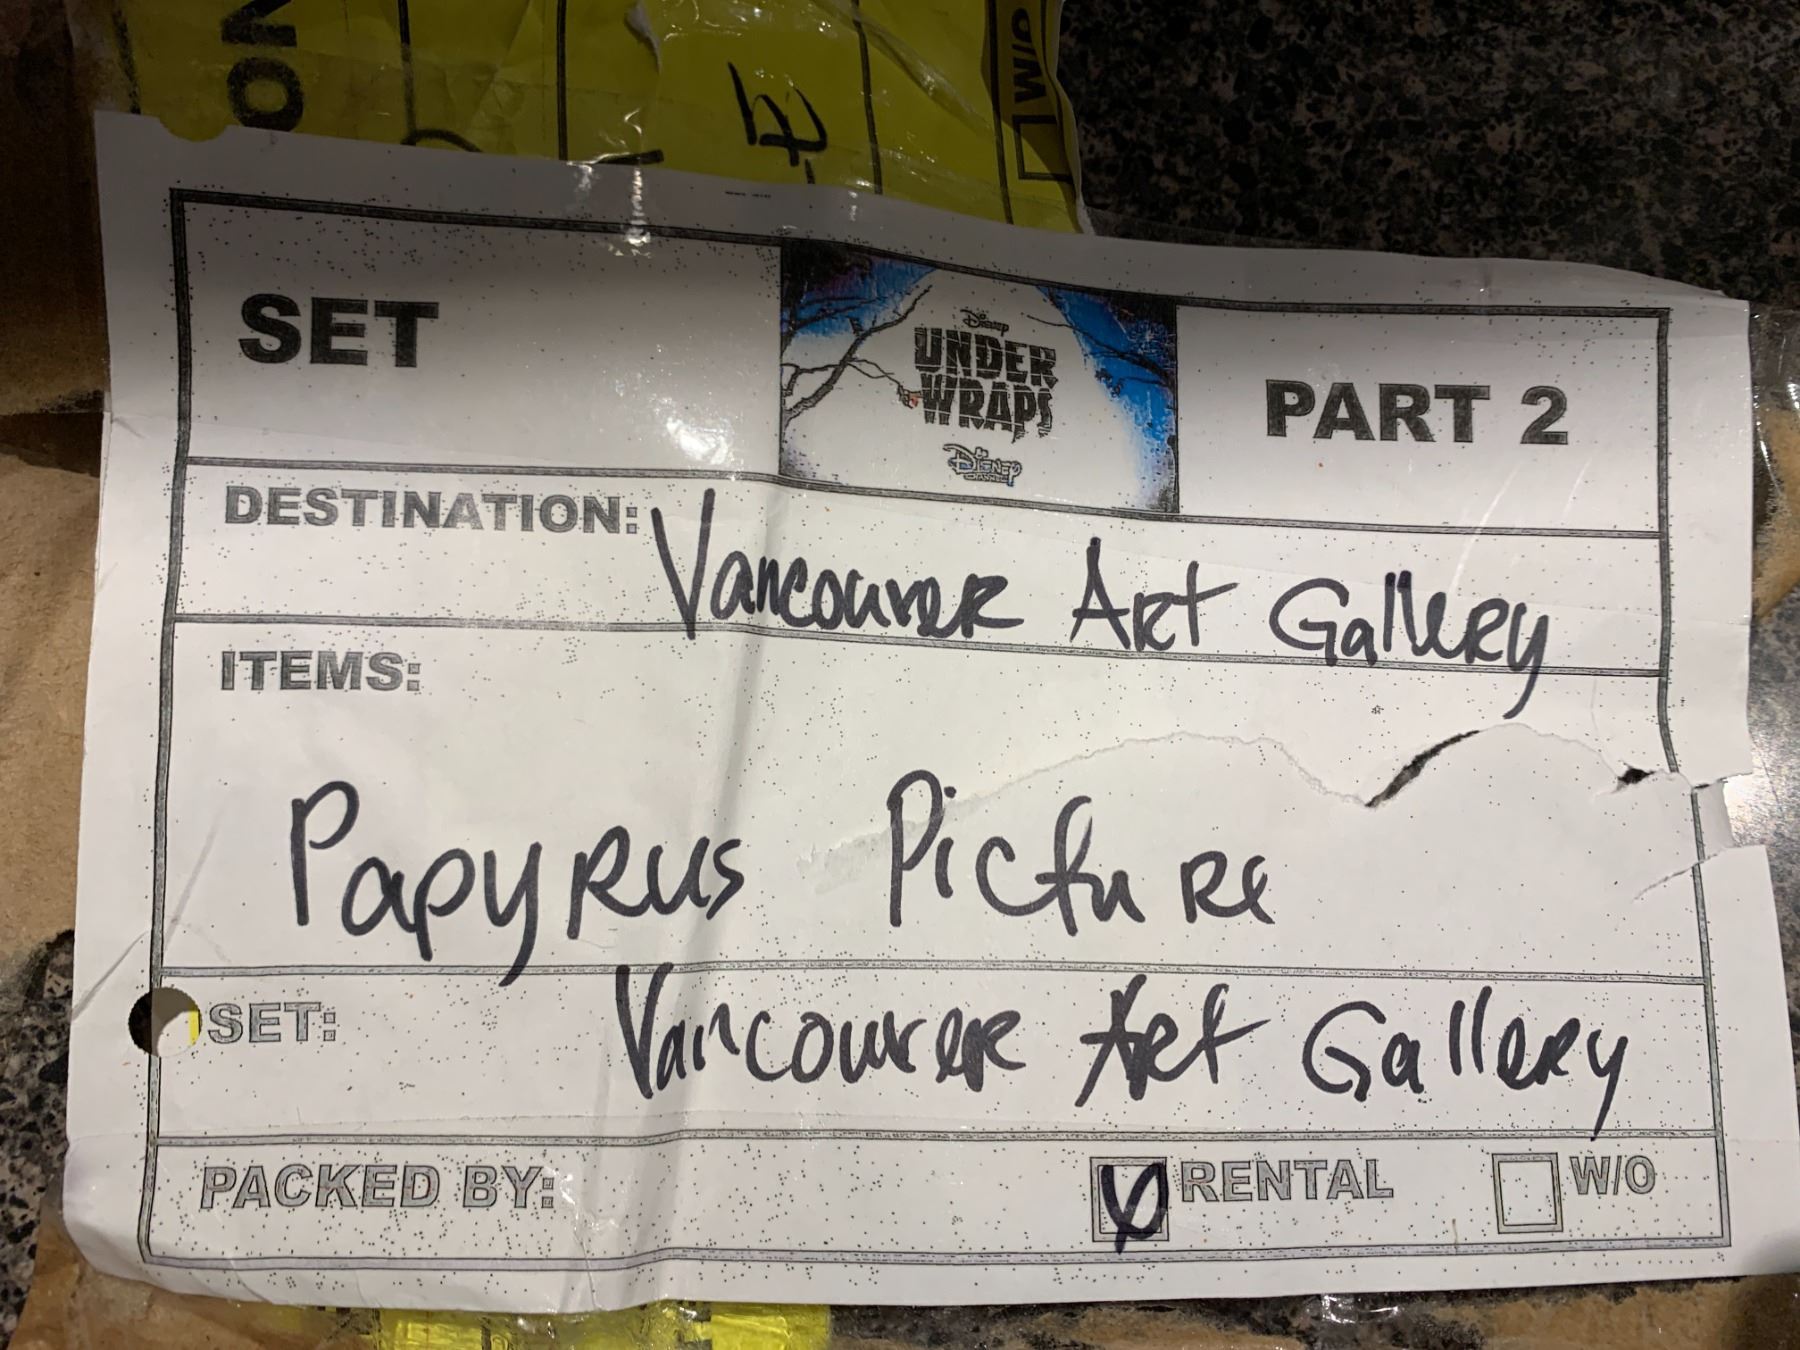 ON
W/O
SET
Disney
UNDER
WRAPS
Disney
CHANNEL
PART 2
DESTINATION: Vancouver Art Gallery
ITEMS:
Papyrus Picture
SET: Vancouver Art Gallery
PACKED BY: RENTAL W/O